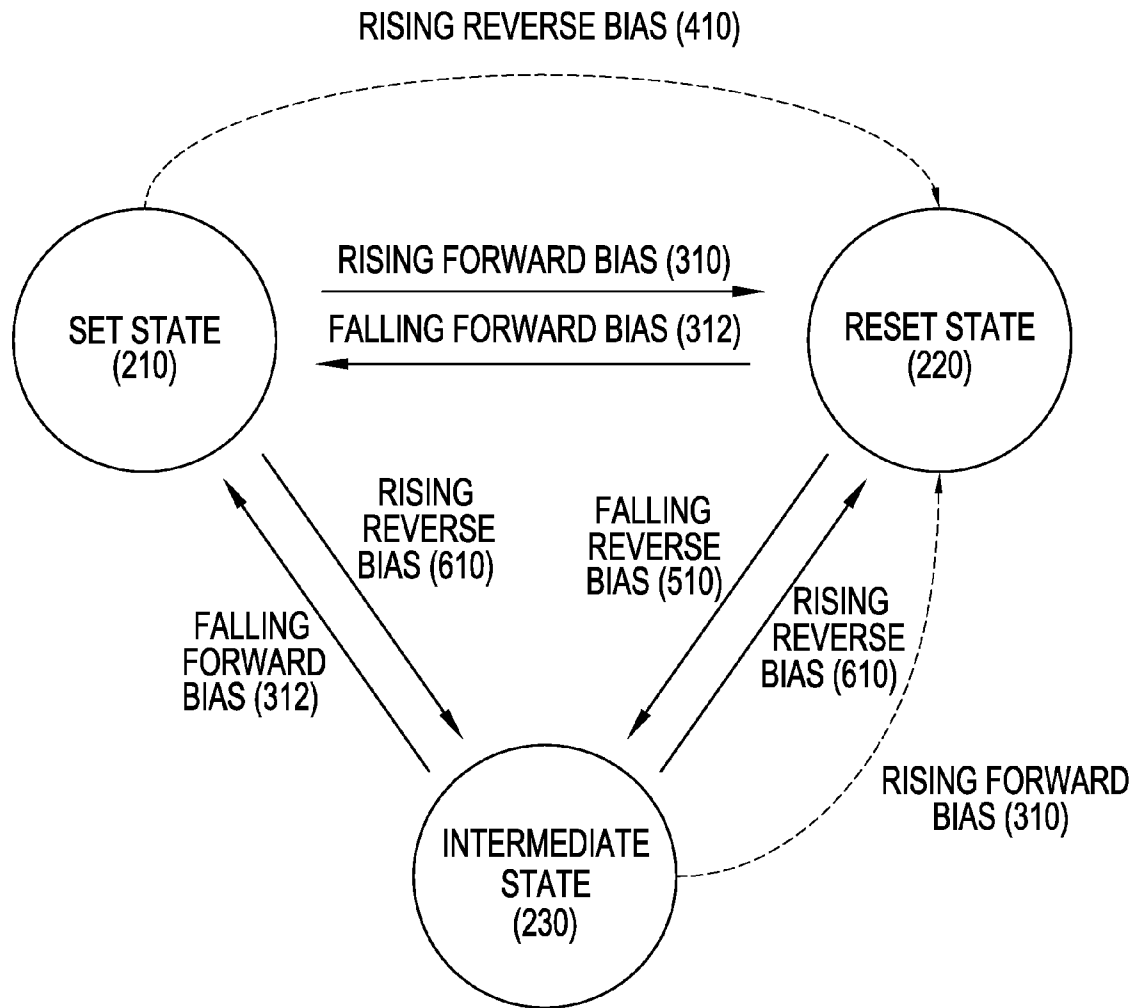 RISING REVERSE BIAS (410)
RISING FORWARD BIAS (310)
FALLING FORWARD BIAS (312)
SET STATE
(210)
RESET STATE
(220)
RISING
REVERSE
BIAS (610)
FALLING
FORWARD
BIAS (312)
FALLING
REVERSE
BIAS (510)
RISING
REVERSE
BIAS (610)
RISING FORWARD
BIAS (310)
INTERMEDIATE
STATE
(230)